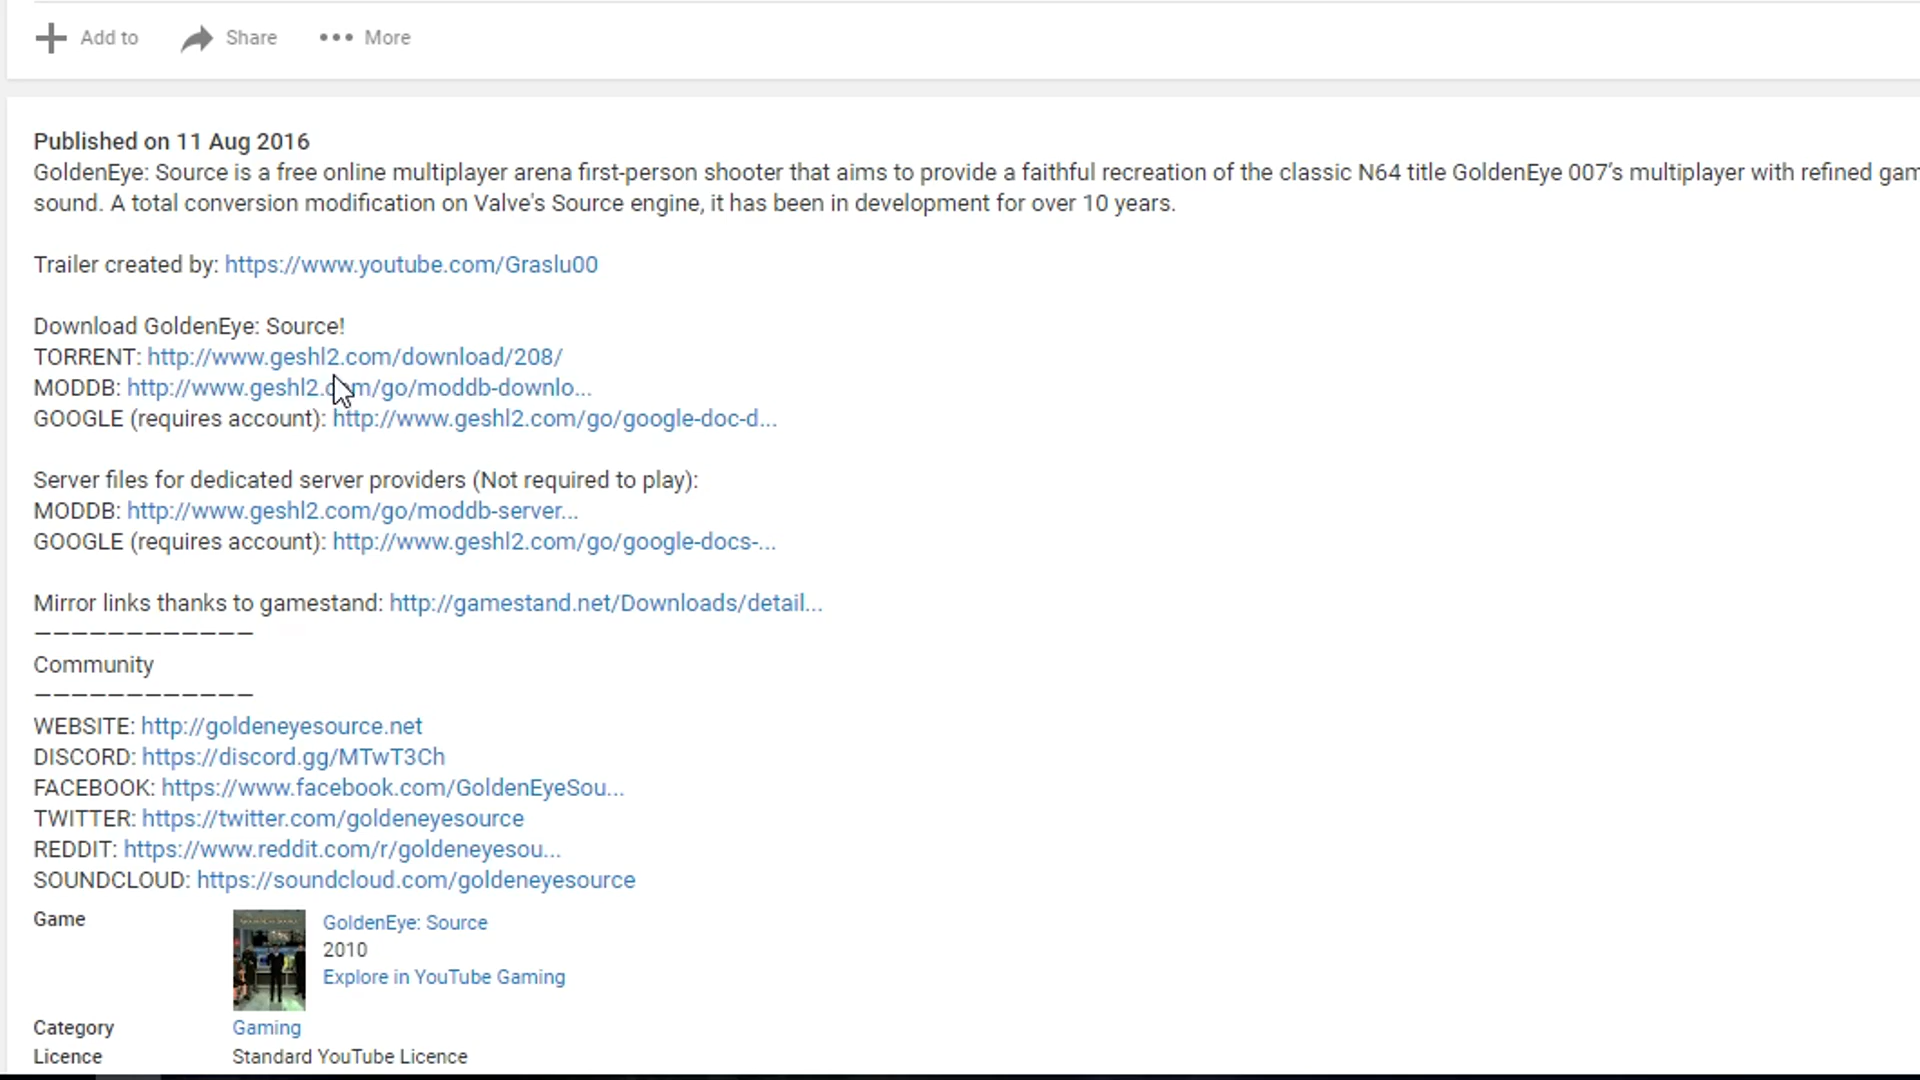 Add to Share More
Published on 11 Aug 2016
GoldenEye: Source is a free online multiplayer arena first-person shooter that aims to provide a faithful recreation of the classic N64 title GoldenEye 007's multiplayer with refined gam
sound. A total conversion modification on Valve's Source engine, it has been in development for over 10 years.
Trailer created by: https://www.youtube.com/Graslu00
Download GoldenEye: Source!
TORRENT: http://www.geshl2.com/download/208/
MODDB: http://www.geshl2.com/go/moddb-downlo...
GOOGLE (requires account): http://www.geshl2.com/go/google-doc-d...
Server files for dedicated server providers (Not required to play):
MODDB: http://www.geshl2.com/go/moddb-server...
GOOGLE (requires account): http://www.geshl2.com/go/google-docs-...
Mirror links thanks to gamestand: http://gamestand.net/Downloads/detail...
————————————
Community
————————————
WEBSITE: http://goldeneyesource.net
DISCORD: https://discord.gg/MTwT3Ch
FACEBOOK: https://www.facebook.com/GoldenEyeSou...
TWITTER: https://twitter.com/goldeneyesource
REDDIT: https://www.reddit.com/r/goldeneyesou...
SOUNDCLOUD: https://soundcloud.com/goldeneyesource
Game GoldenEye: Source
2010
Explore in YouTube Gaming
Category Gaming
Licence Standard YouTube Licence